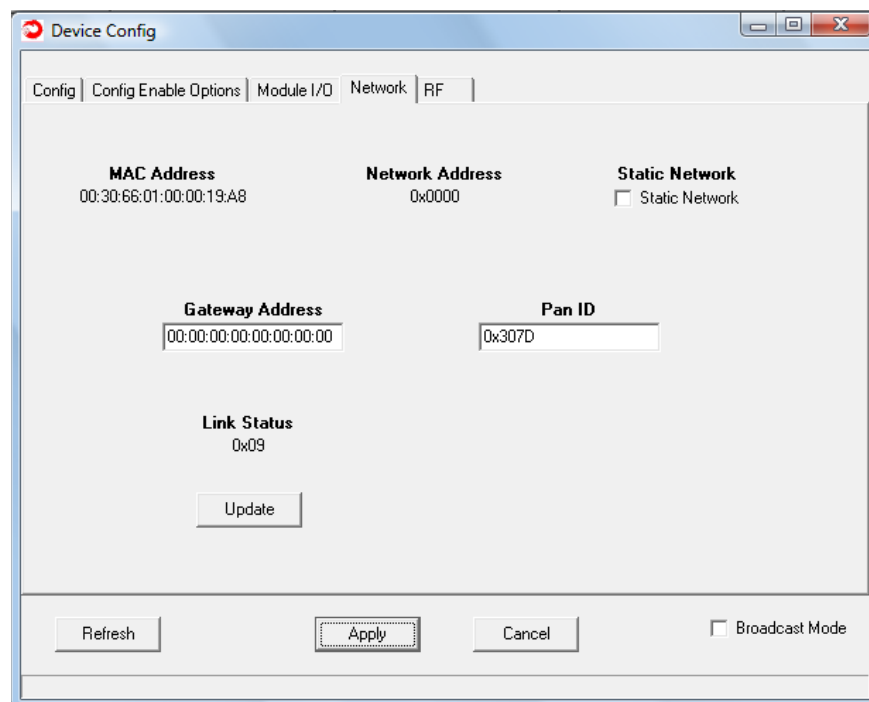 Device Config
Config Config Enable Options Module I/O Network RF
MAC Address Network Address Static Network
00:30:66:01:00:00:19:A8 0x0000 Static Network
Gateway Address Pan ID
00:00:00:00:00:00:00:00 0x307D
Link Status
0x09
Update
Refresh Apply Cancel Broadcast Mode